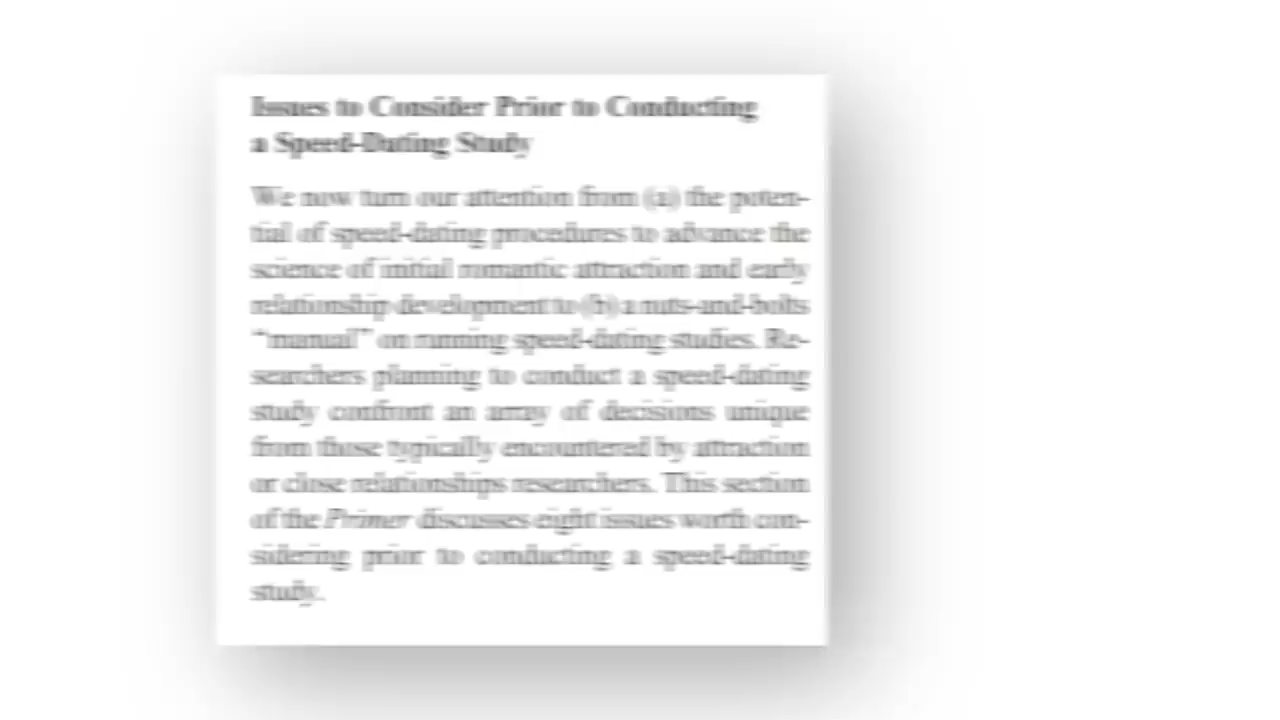 Issues to Consider Prior to Conducting
a Speed-Dating Study
We now turn our attention from (a) the poten-
tial of speed-dating procedures to advance the
science of initial romantic attraction and early
relationship development to (b) a nuts-and-bolts
“manual” on running speed-dating studies. Re-
searchers planning to conduct a speed-dating
study confront an array of decisions unique
from those typically encountered by attraction
or close relationships researchers. This section
of the Primer discusses eight issues worth con-
sidering prior to conducting a speed-dating
study.